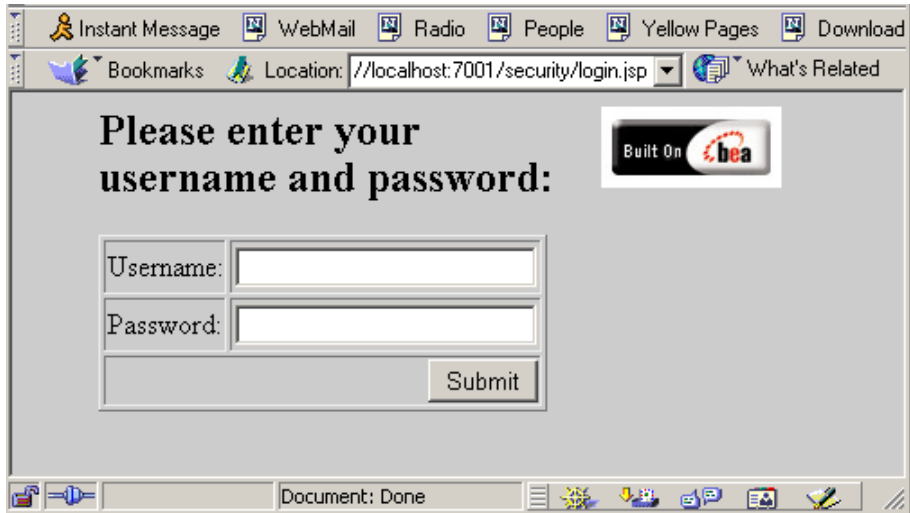 Instant Message WebMail Radio People Yellow Pages Download
Bookmarks Location: //localhost:7001/security/login.jsp What's Related
Please enter your
username and password:
Built On bea
Username:
Password:
Submit
Document: Done